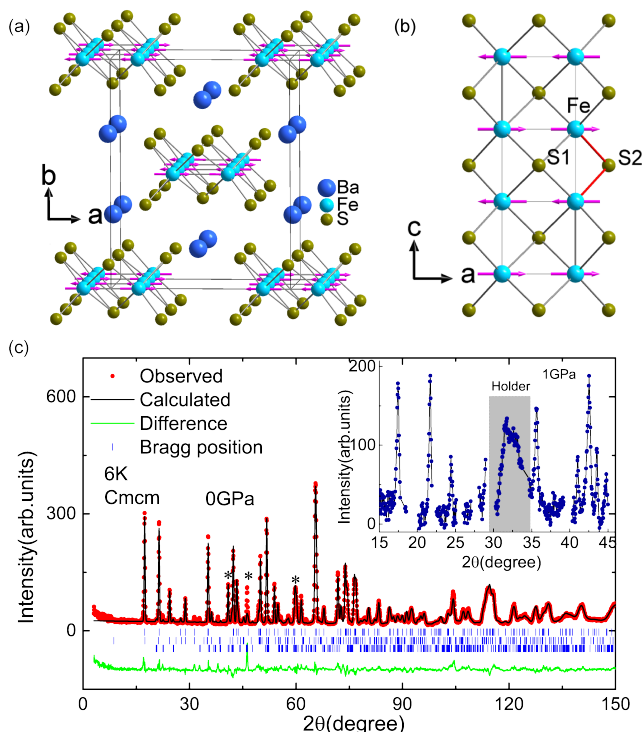 (a)
b
a
Ba
Fe
S
(b)
Fe
S1
S2
c
a
(c)
Observed
Calculated
Difference
Bragg position
6K
Cmcm
0GPa
* * *
600
300
0
Intensity(arb.units)
0 30 60 90 120 150
2θ(degree)
Holder
1GPa
200
100
0
Intensity(arb.units)
15 20 25 30 35 40 45
2θ(degree)